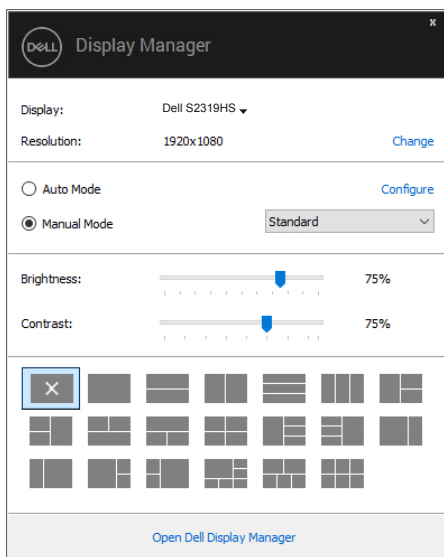 x
DELL Display Manager
Display: Dell S2319HS
Resolution: 1920x1080 Change
Auto Mode Configure
Manual Mode Standard
Brightness: 75%
Contrast: 75%
Open Dell Display Manager